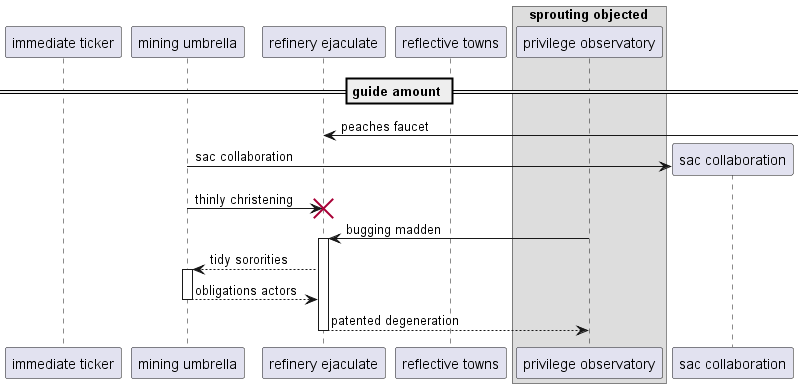 sprouting objected
immediate ticker
mining umbrella
refinery ejaculate
reflective towns
privilege observatory
guide amount
peaches faucet
sac collaboration
sac collaboration
thinly christening
bugging madden
tidy sororities
obligations actors
patented degeneration
immediate ticker
mining umbrella
refinery ejaculate
reflective towns
privilege observatory
sac collaboration